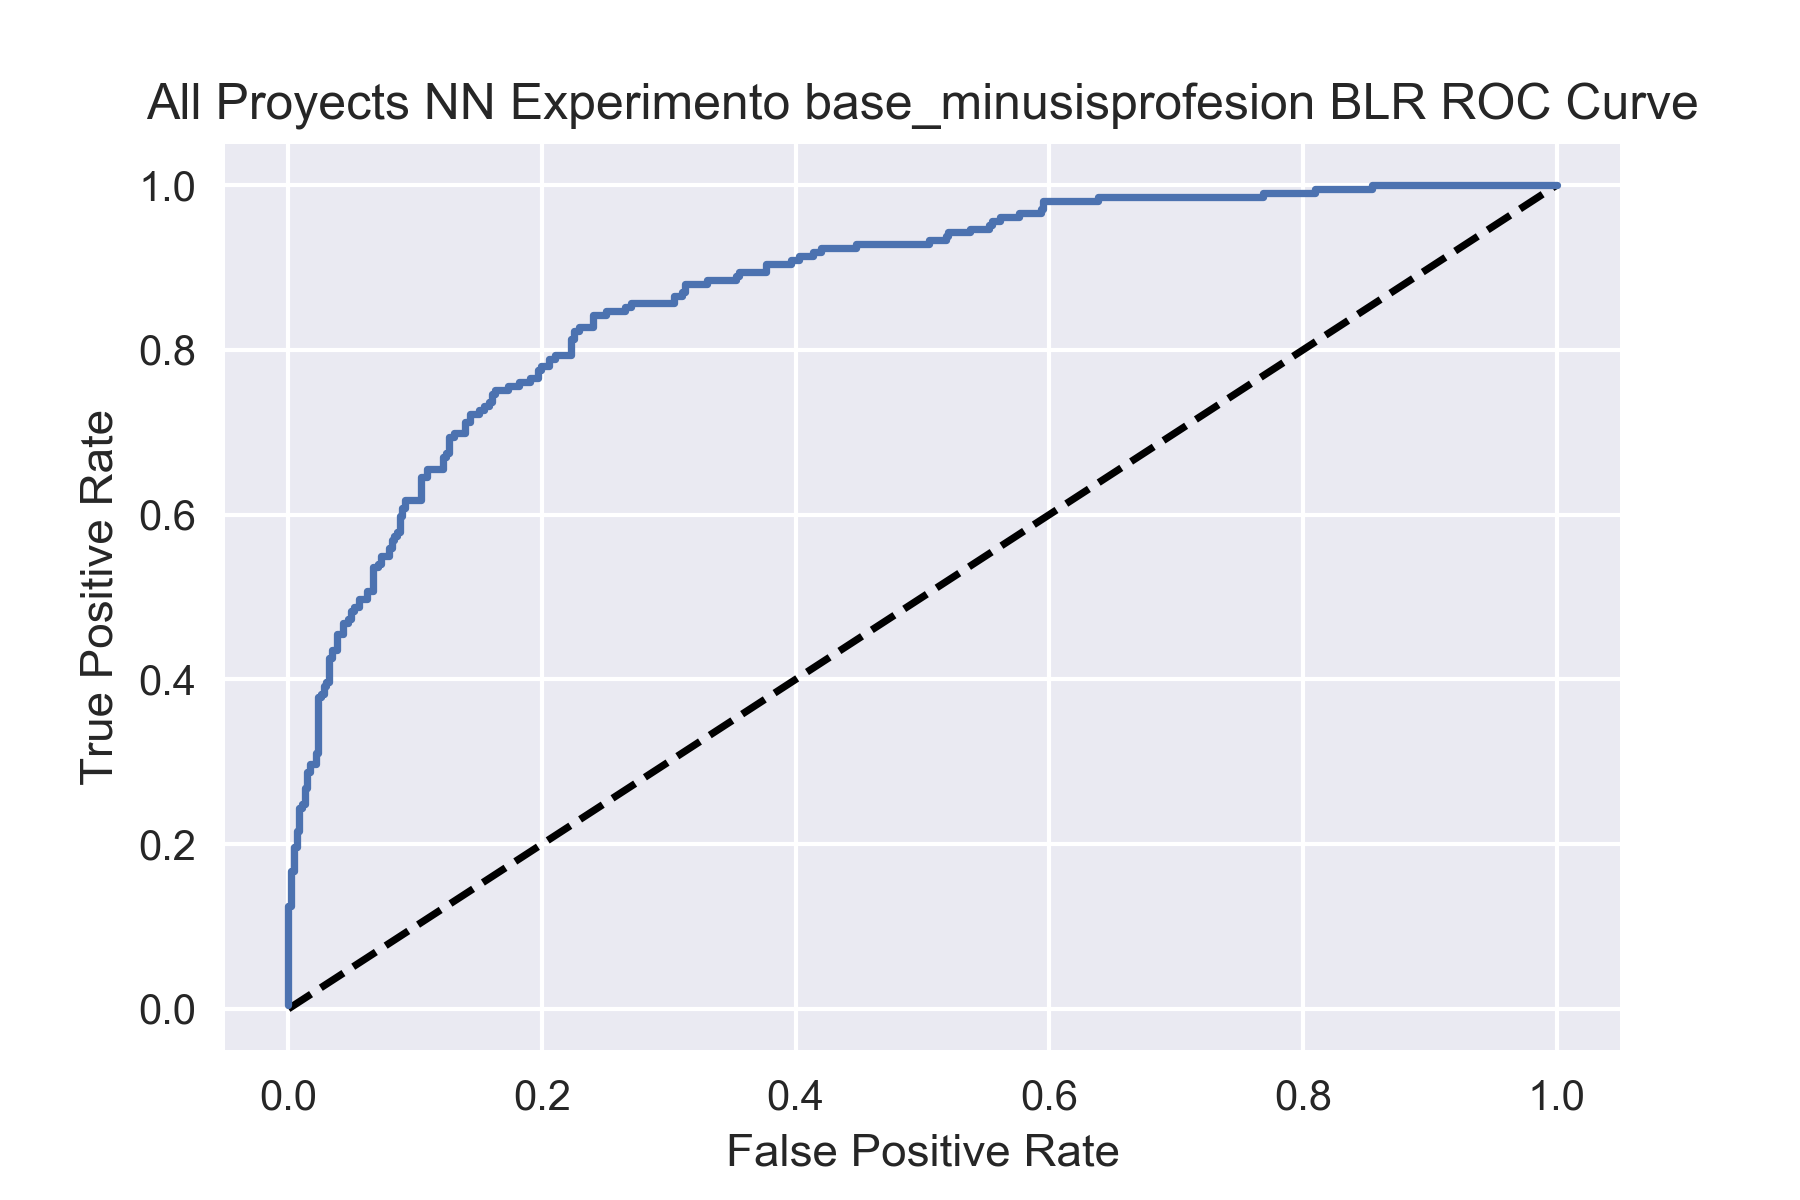 All Proyects NN Experimento base_minusisprofesion BLR ROC Curve
1.0
0.8
0.6
0.4
0.2
0.0
True Positive Rate
0.0 0.2 0.4 0.6 0.8 1.0
False Positive Rate